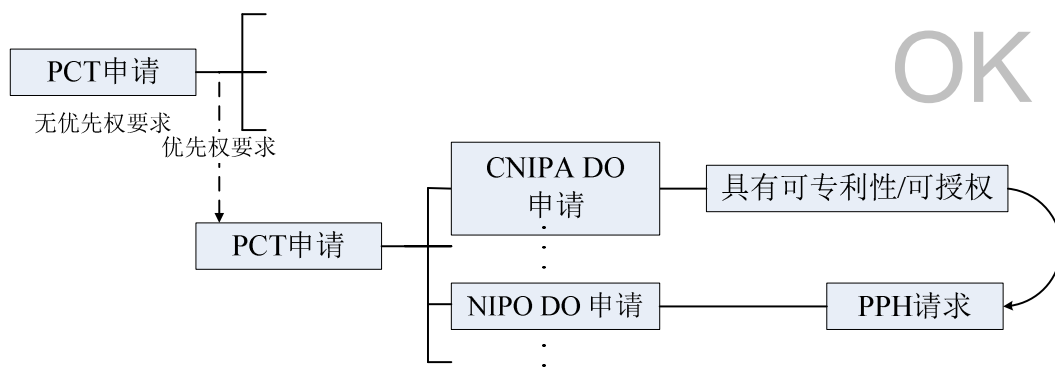 OK
PCT申请
无优先权要求
优先权要求
CNIPA DO
申请
具有可专利性/可授权
PCT申请
NIPO DO 申请
PPH请求